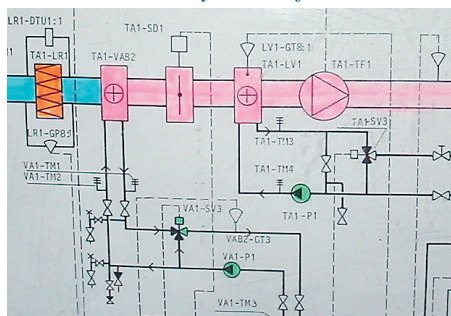 LR1-DTU1:1
TA1-SD1
TA1-LR1
TA1-VAB2
LV1-GT8:1
TA1-LV1
TA1-TF1
TA1-SV3
LR1-GP8:1
TA1-TM3
VA1-TM1
VA1-TM2
TA1-TM4
TA1-P1
VA1-SV3
VAB2-GT3
VA1-P1
VA1-TM3